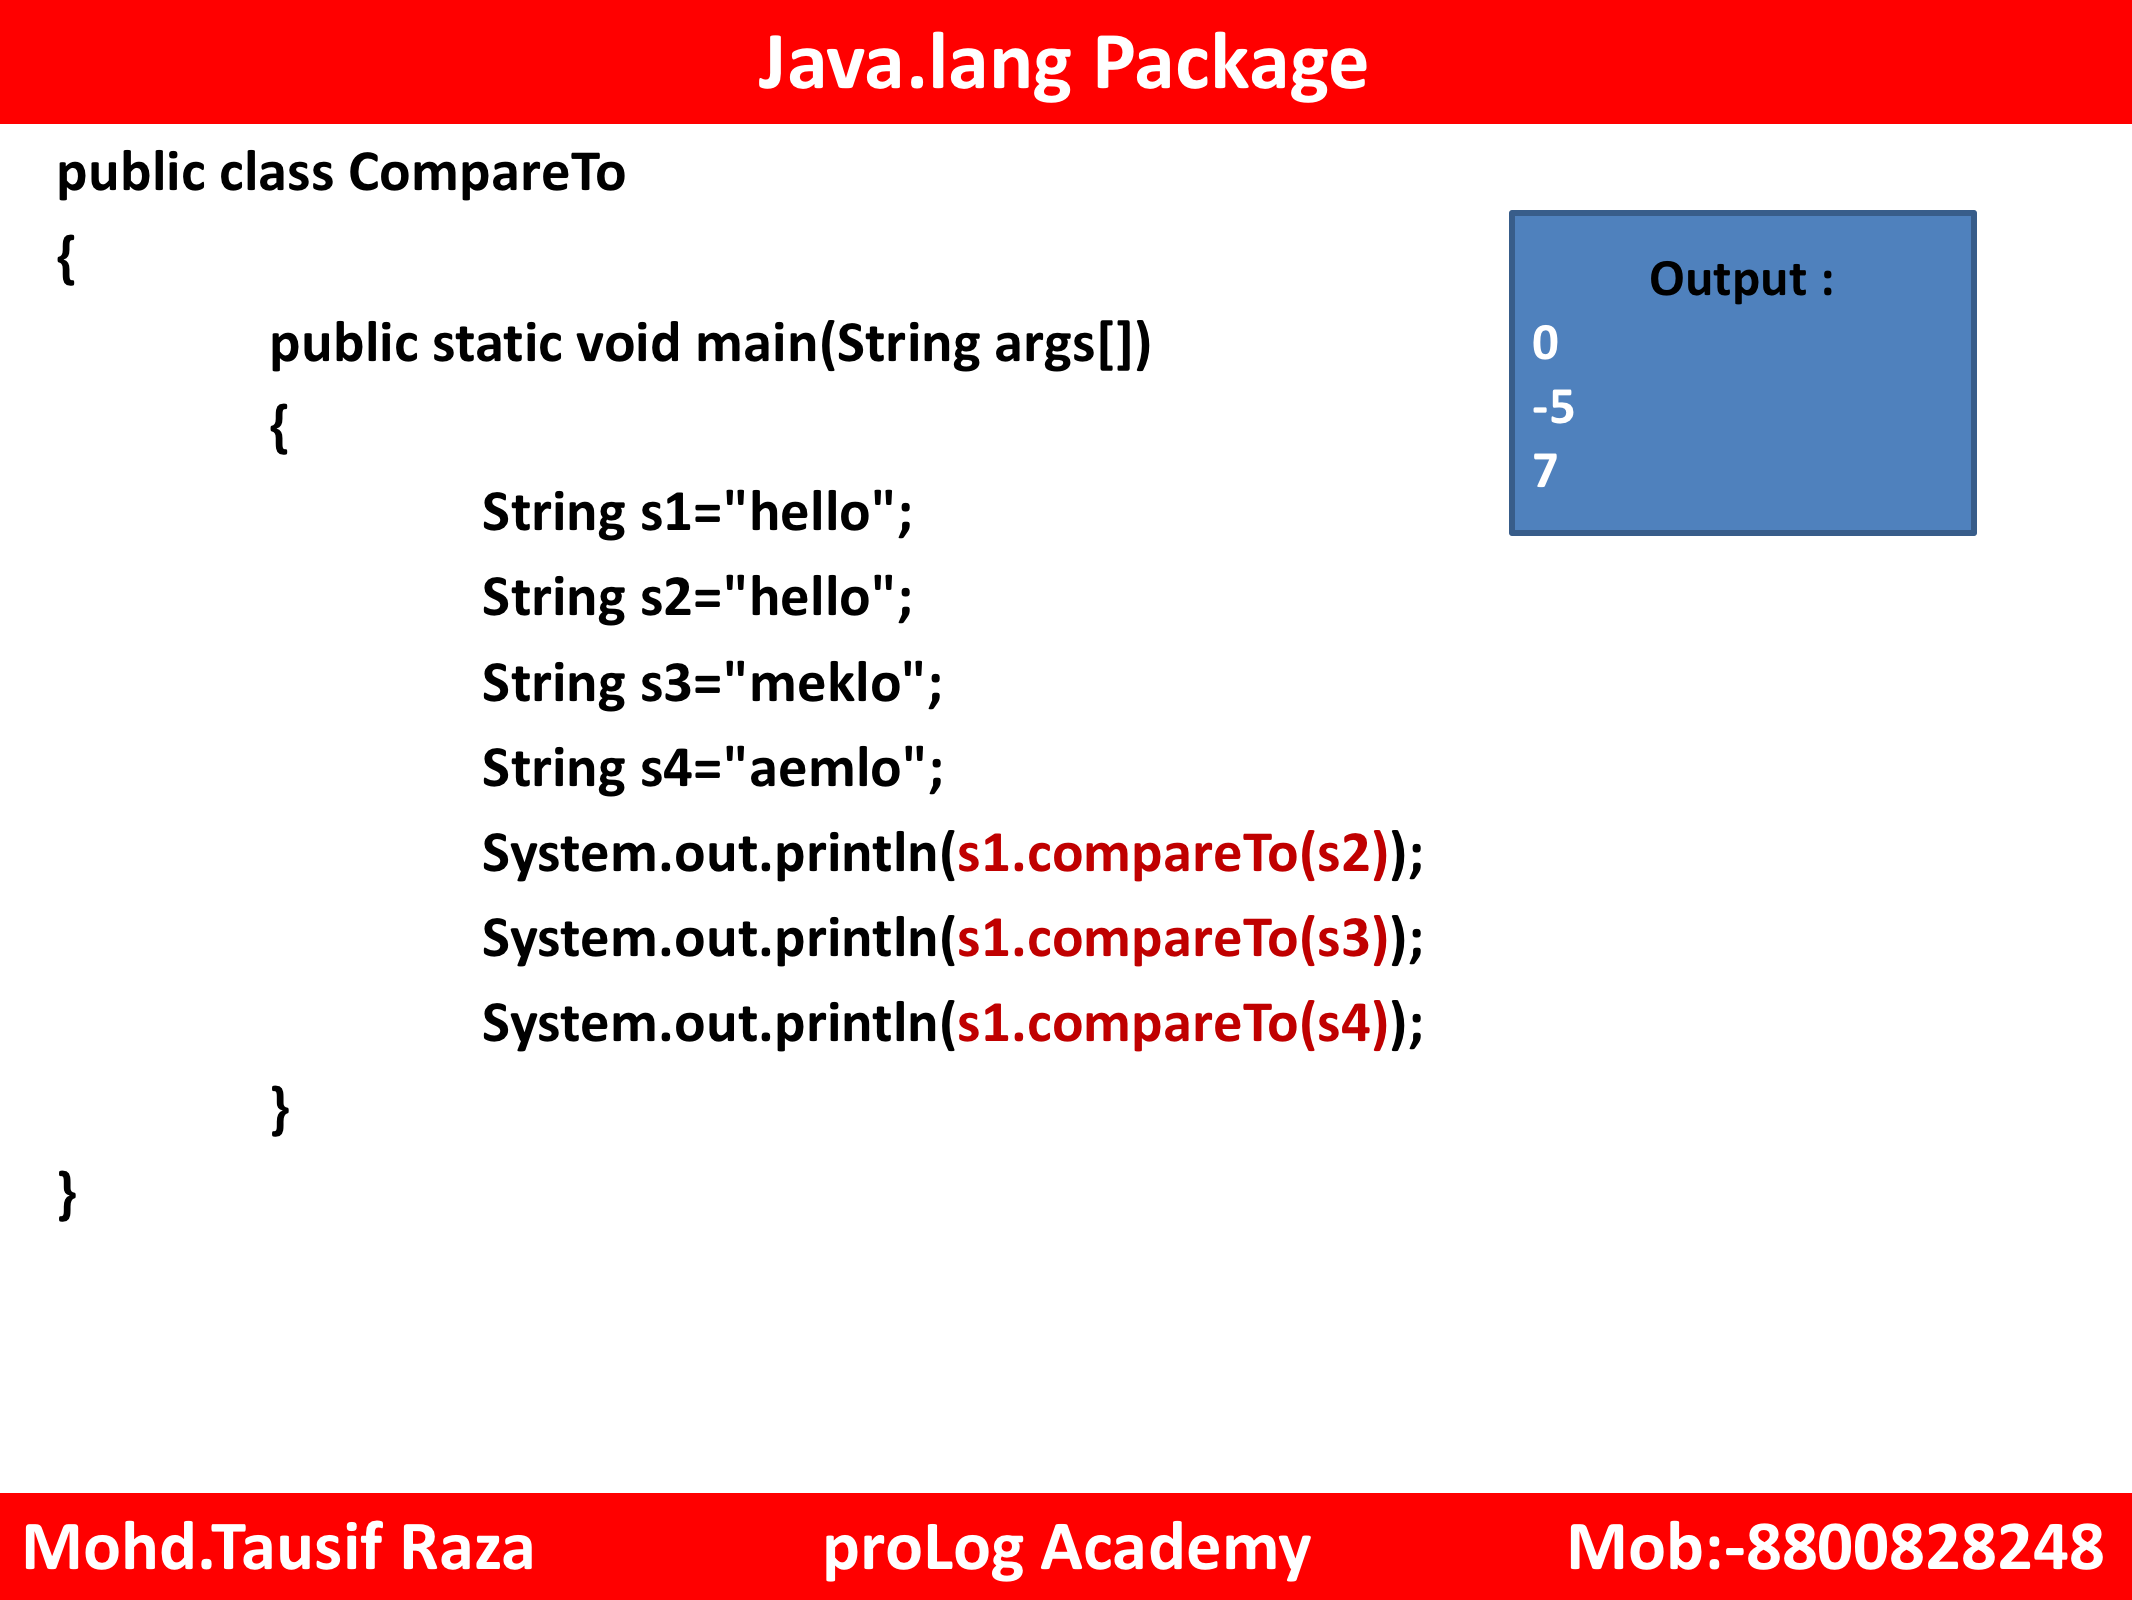 Java.lang Package
public class CompareTo
{
public static void main(String args[])
{
String s1="hello";
String s2="hello";
String s3="meklo";
String s4="aemlo";
System.out.println(s1.compareTo(s2));
System.out.println(s1.compareTo(s3));
System.out.println(s1.compareTo(s4));
}
}
Output :
0
-5
7
Mohd.Tausif Raza proLog Academy Mob:-8800828248